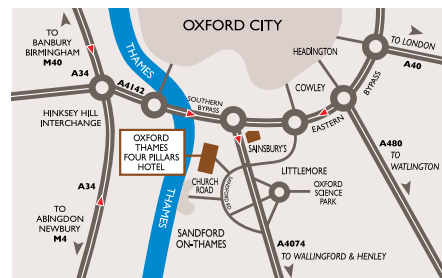 OXFORD CITY
TO
BANBURY
BIRMINGHAM
M40
THAMES
HEADINGTON
TO LONDON
A40
A34
A4142
SOUTHERN
BYPASS
COWLEY
BYPASS
EASTERN
HINKSEY HILL
INTERCHANGE
SAINSBURY'S
OXFORD
THAMES
FOUR PILLARS
HOTEL
A480
TO
WATLINGTON
LITTLEMORE
CHURCH
ROAD
SANDFORD RD
OXFORD
SCIENCE
PARK
A34
THAMES
TO
ABINGDON
NEWBURY
M4
SANDFORD
ON-THAMES
A4074
TO WALLINGFORD & HENLEY